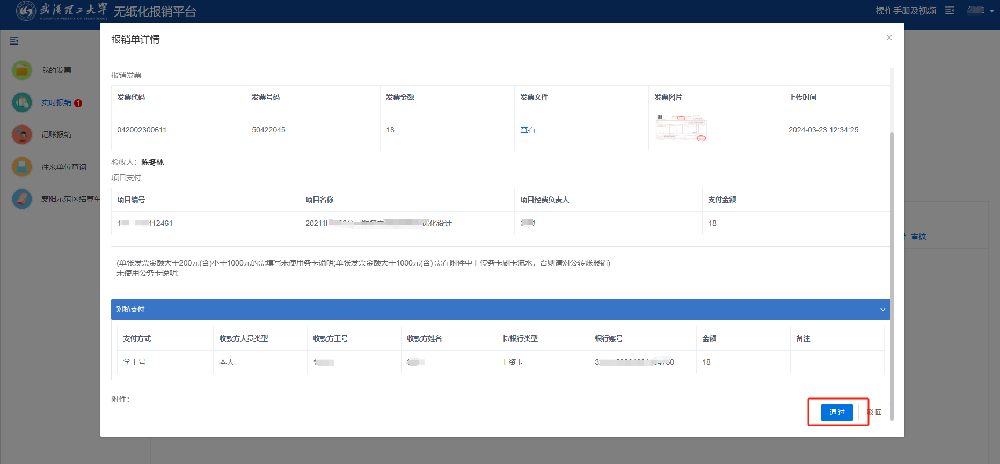 武汉理工大学 无纸化报销平台 操作手册及视频
WUHAN UNIVERSITY OF TECHNOLOGY
报销单详情
我的发票
实时报销 1
记账报销
往来单位查询
襄阳示范区结算单
报销发票
发票代码 发票号码 发票金额 发票文件 发票图片 上传时间
042002300611 50422045 18 查看 2024-03-23 12:34:25
验收人: 陈冬林
项目支付
项目编号 项目名称 项目经费负责人 支付金额
112461 20211h 优化设计 18
审核
(单张发票金额大于200元(含)小于1000元的需填写未使用务卡说明;单张发票金额大于1000元(含) 需在附件中上传务卡刷卡流水，否则请对公转账报销)
未使用公务卡说明:
对私支付
支付方式 收款方人员类型 收款方工号 收款方姓名 卡/银行类型 银行账号 金额 备注
学工号 本人 工资卡 18
附件:
通过 驳回